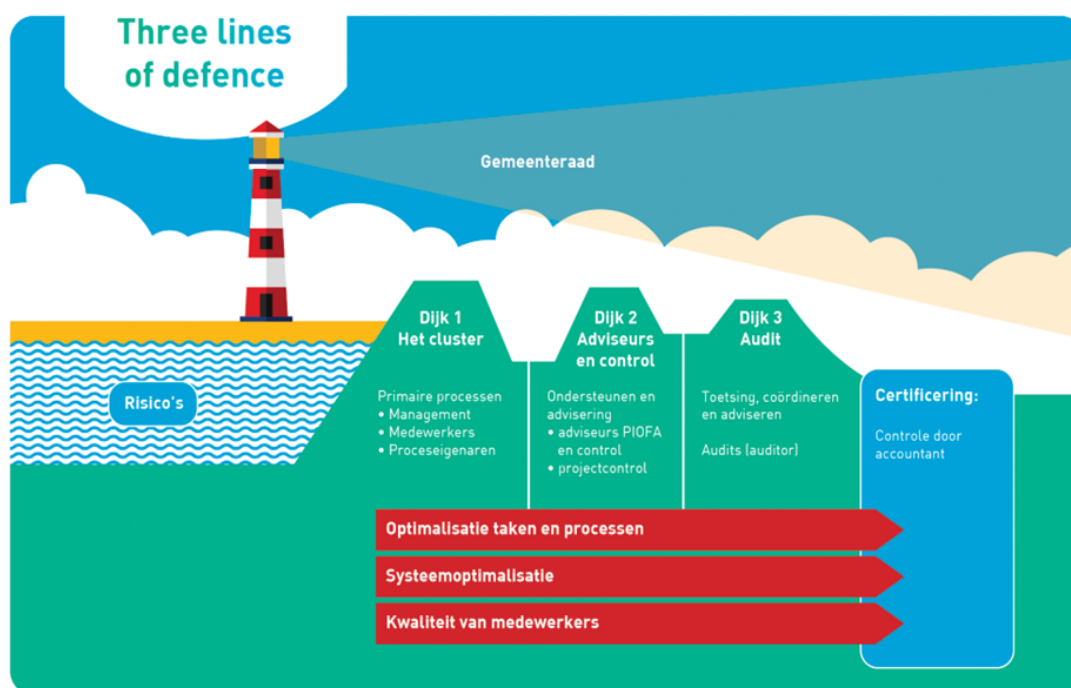 Three lines
of defence
Gemeenteraad
Risico's
Dijk 1
Het cluster
Primaire processen
• Management
• Medewerkers
• Proceseigenaren
Dijk 2
Adviseurs
en control
Ondersteunen en
advisering
• adviseurs PIOFA
en control
• projectcontrol
Dijk 3
Audit
Toetsing, coördineren
en adviseren
Audits (auditor)
Certificering:
Controle door
accountant
Optimalisatie taken en processen
Systeemoptimalisatie
Kwaliteit van medewerkers